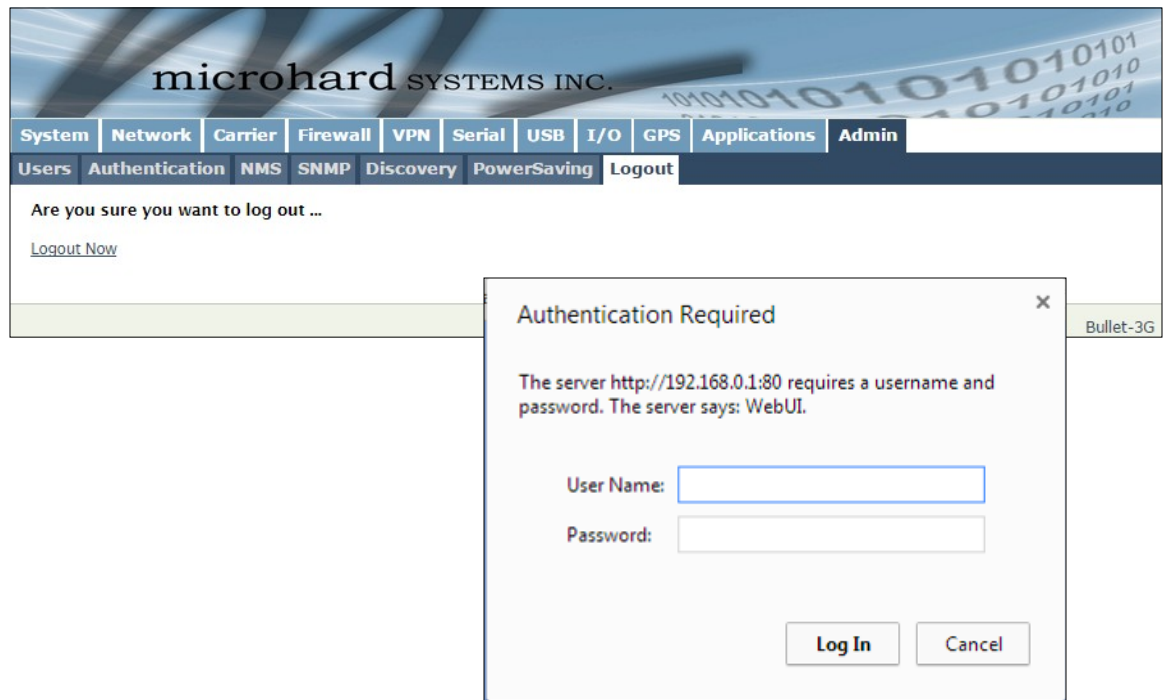 microhard SYSTEMS INC.
System Network Carrier Firewall VPN Serial USB I/O GPS Applications Admin
Users Authentication NMS SNMP Discovery PowerSaving Logout
Are you sure you want to log out ...
Logout Now
Bullet-3G
Authentication Required
The server http://192.168.0.1:80 requires a username and
password. The server says: WebUI.
User Name:
Password:
Log In Cancel